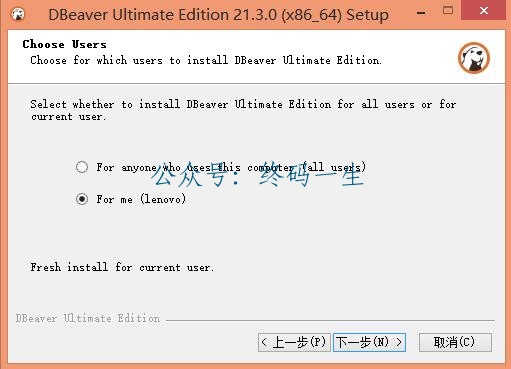 DBeaver Ultimate Edition 21.3.0 (x86_64) Setup
Choose Users
Choose for which users to install DBeaver Ultimate Edition.
Select whether to install DBeaver Ultimate Edition for all users or for
current user.
For anyone who uses this computer (all users)
公众号：终码一生
For me (lenovo)
Fresh install for current user.
DBeaver Ultimate Edition
< 上一步(P) 下一步(N) > 取消(C)